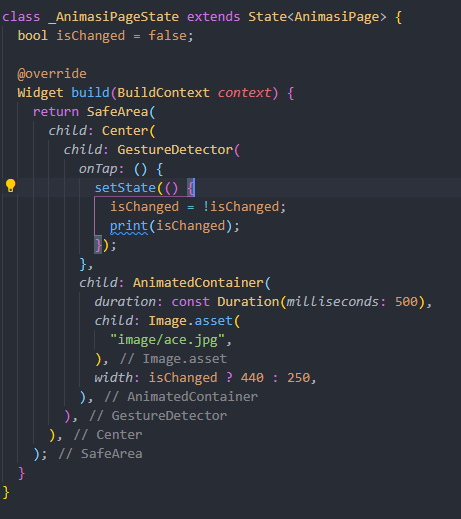 class _AnimasiPageState extends State<AnimasiPage> {
  bool isChanged = false;

  @override
  Widget build(BuildContext context) {
    return SafeArea(
      child: Center(
        child: GestureDetector(
          onTap: () {
            setState(() {
              isChanged = !isChanged;
              print(isChanged);
            });
          },
          child: AnimatedContainer(
            duration: const Duration(milliseconds: 500),
            child: Image.asset(
              "image/ace.jpg",
            ), // Image.asset
            width: isChanged ? 440 : 250,
          ), // AnimatedContainer
        ), // GestureDetector
      ), // Center
    ); // SafeArea
  }
}